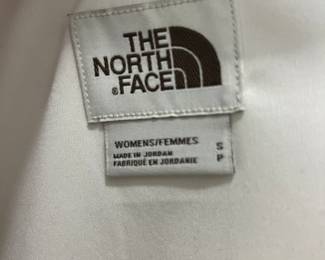 THE
NORTH
®FACE
WOMENS/FEMMES S
MADE IN JORDAN P
FABRIQUÉ EN JORDANIE